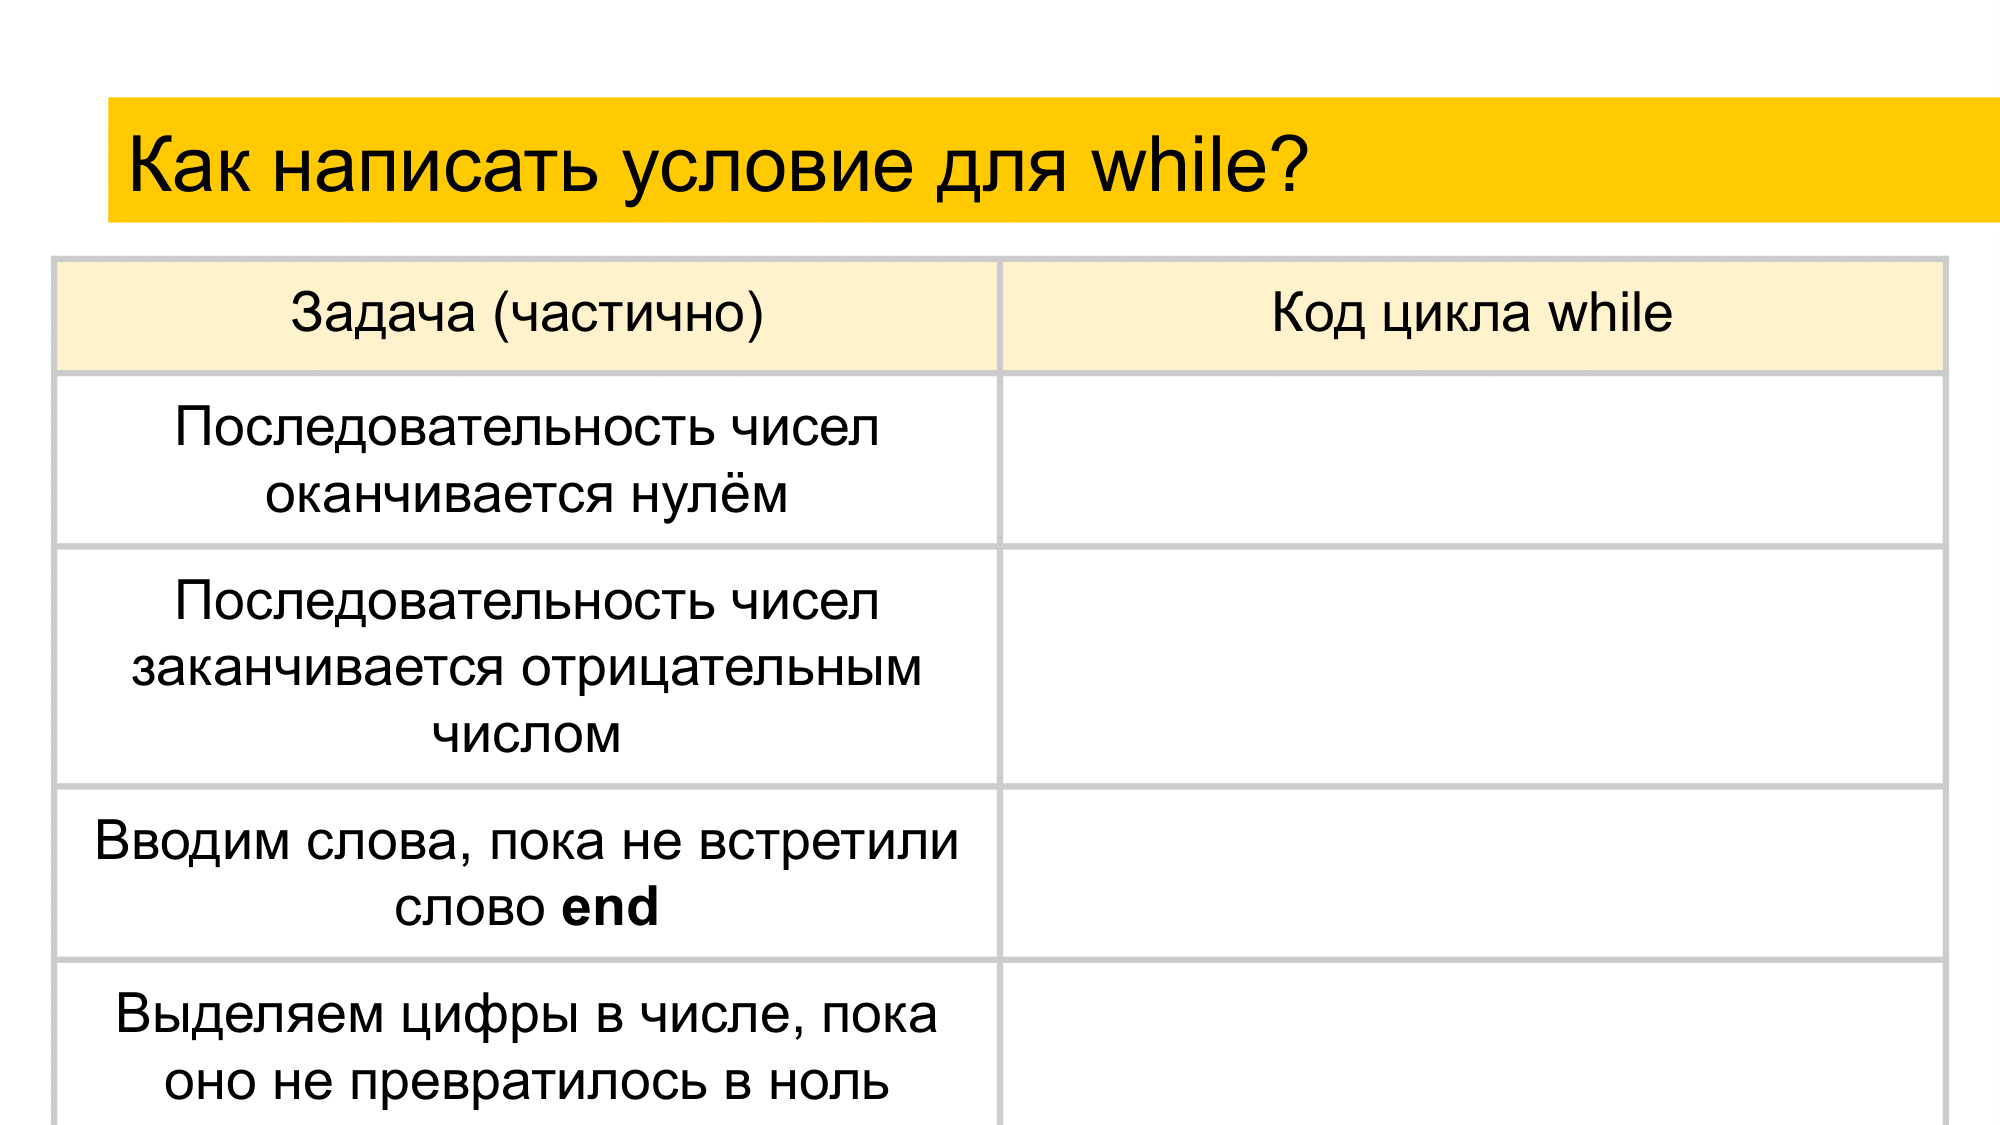 Как написать условие для while?
Задача (частично)
Код цикла while
Последовательность чисел
оканчивается нулём
Последовательность чисел
заканчивается отрицательным
числом
Вводим слова, пока не встретили
слово end
Выделяем цифры в числе, пока
оно не превратилось в ноль